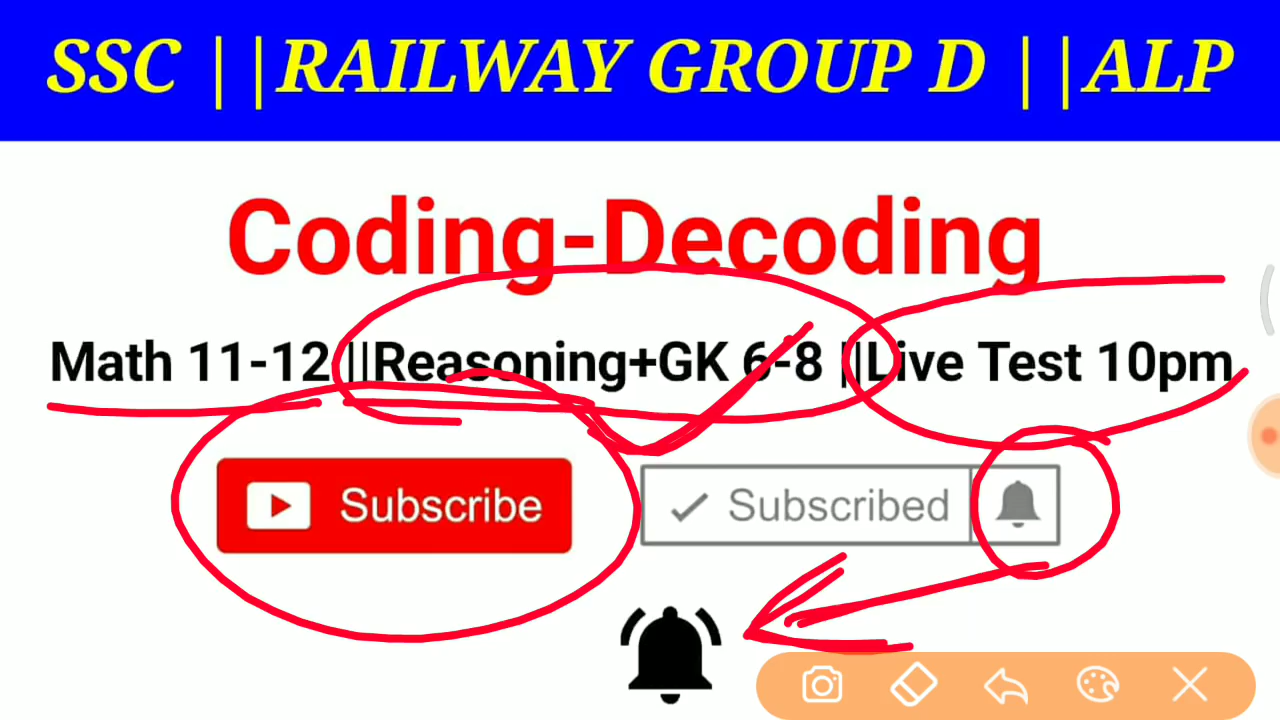 SSC ||RAILWAY GROUP D ||ALP
Coding-Decoding
Math 11-12 ||Reasoning+GK 6-8 ||Live Test 10pm
Subscribe
Subscribed